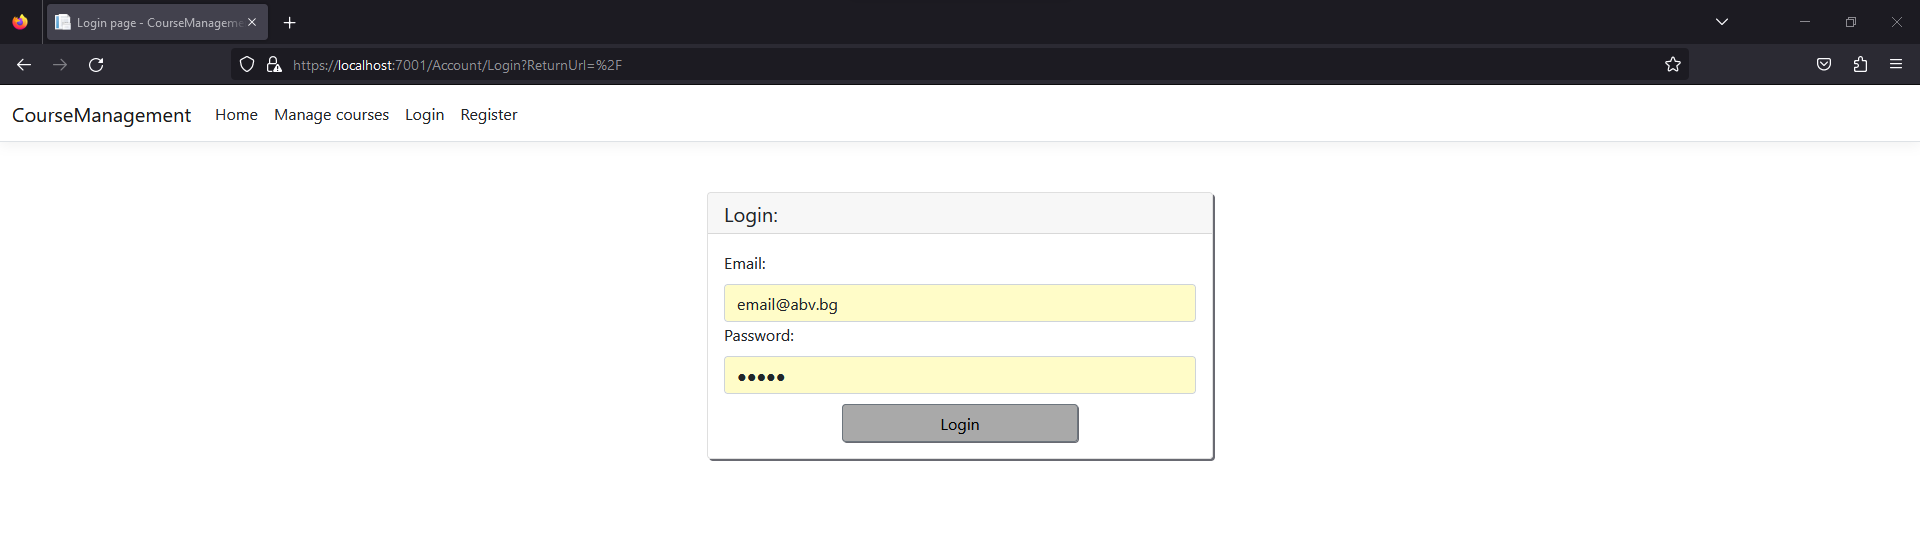 Login page - CourseManageme
https://localhost:7001/Account/Login?ReturnUrl=%2F
CourseManagement Home Manage courses Login Register
Login:
Email:
email@abv.bg
Password:
●●●●●
Login